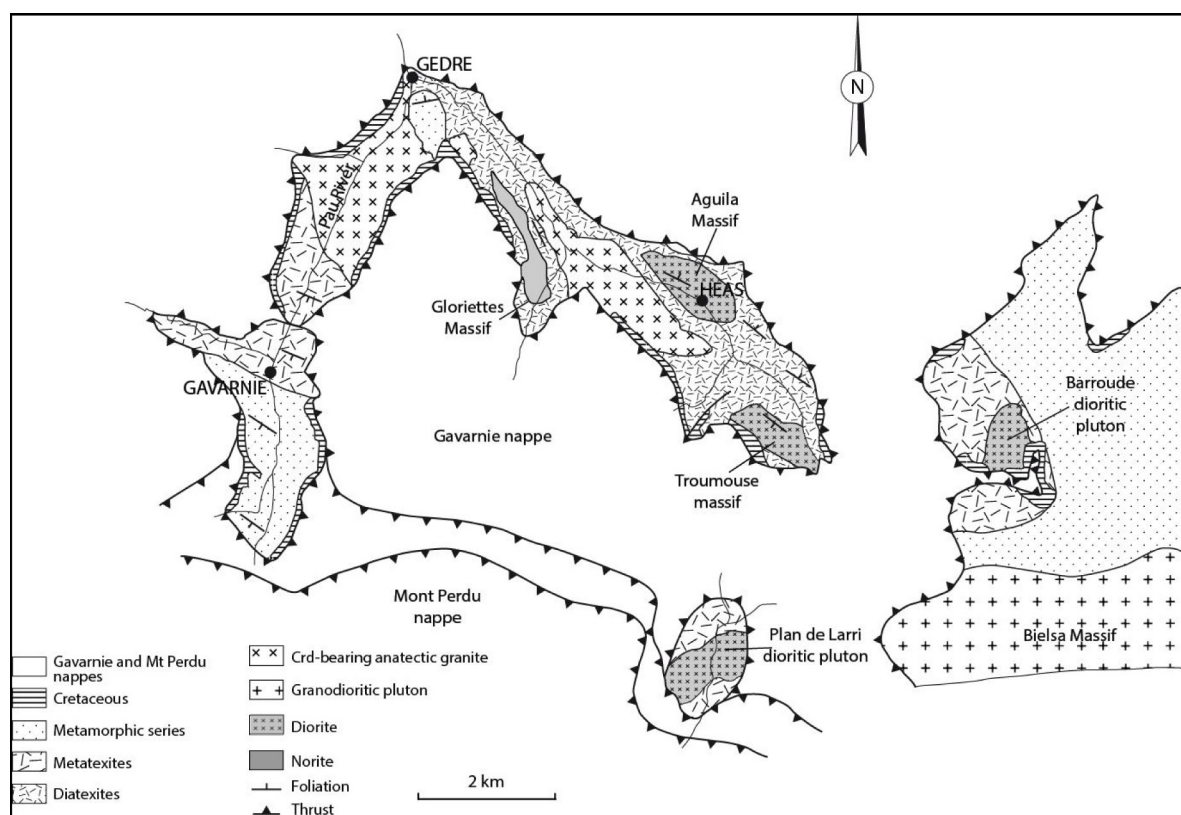 GEDRE
N
Pau River
Aguila
Massif
HEAS
Gloriettes
Massif
GAVARNIE
Barroude
dioritic
pluton
Gavarnie nappe
Troumouse
massif
Mont Perdu
nappe
Plan de Larri
dioritic pluton
Bielsa Massif
Gavarnie and Mt Perdu
nappes
Cretaceous
Metamorphic series
Metatexites
Diatexites
Crd-bearing anatectic granite
Granodioritic pluton
Diorite
Norite
Foliation
Thrust
2 km